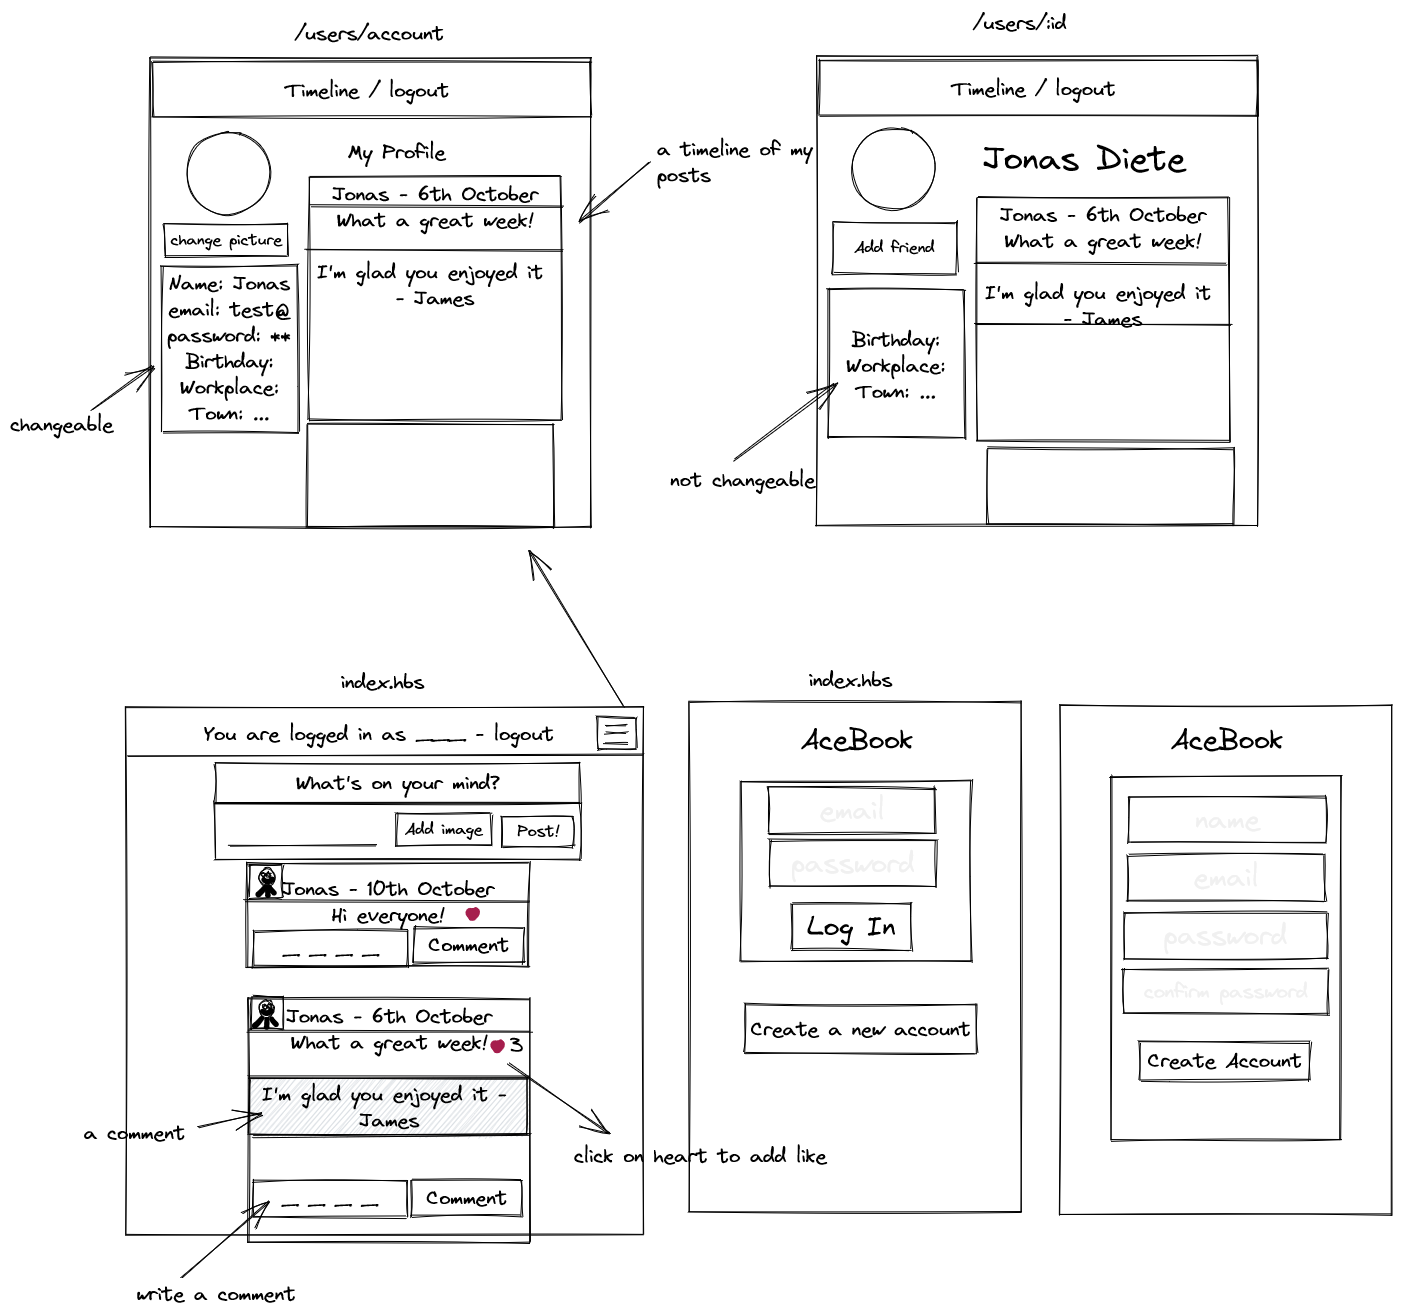 /users/account
Timeline / logout
My Profile
change picture
Name: Jonas
email: test@
password: **
Birthday:
Workplace:
Town: ...
Jonas - 6th October
What a great week!
I'm glad you enjoyed it
- James
a timeline of my
posts
changeable
/users/:id
Timeline / logout
Jonas Diete
Add friend
Birthday:
Workplace:
Town: ...
Jonas - 6th October
What a great week!
I'm glad you enjoyed it
- James
not changeable
index.hbs
You are logged in as ____ - logout
What's on your mind?
Add image
Post!
Jonas - 10th October
Hi everyone!
_ _ _ _
Comment
Jonas - 6th October
What a great week! 3
I'm glad you enjoyed it -
James
_ _ _ _
Comment
a comment
click on heart to add like
write a comment
index.hbs
AceBook
email
password
Log In
Create a new account
AceBook
name
email
password
confirm password
Create Account